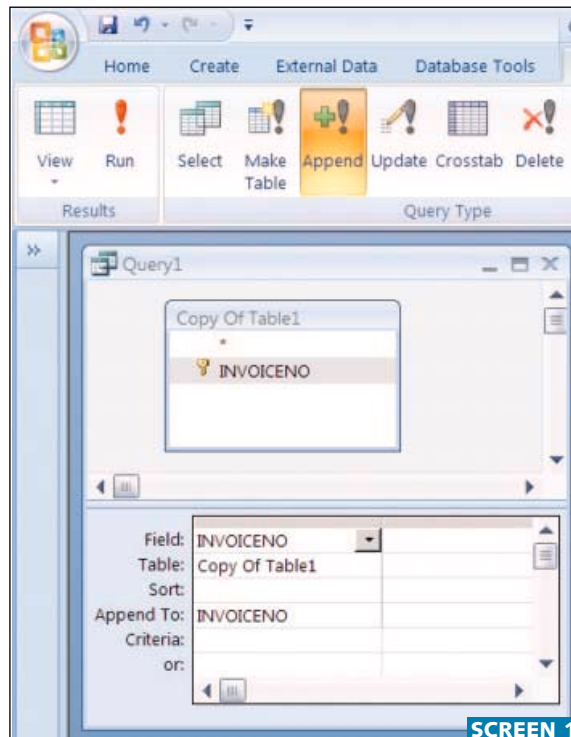 Home Create External Data Database Tools
View Run Select Make Table Append Update Crosstab Delete
Results Query Type
Query1
Copy Of Table1
*
INVOICENO
Field: INVOICENO
Table: Copy Of Table1
Sort:
Append To: INVOICENO
Criteria:
or:
SCREEN 1